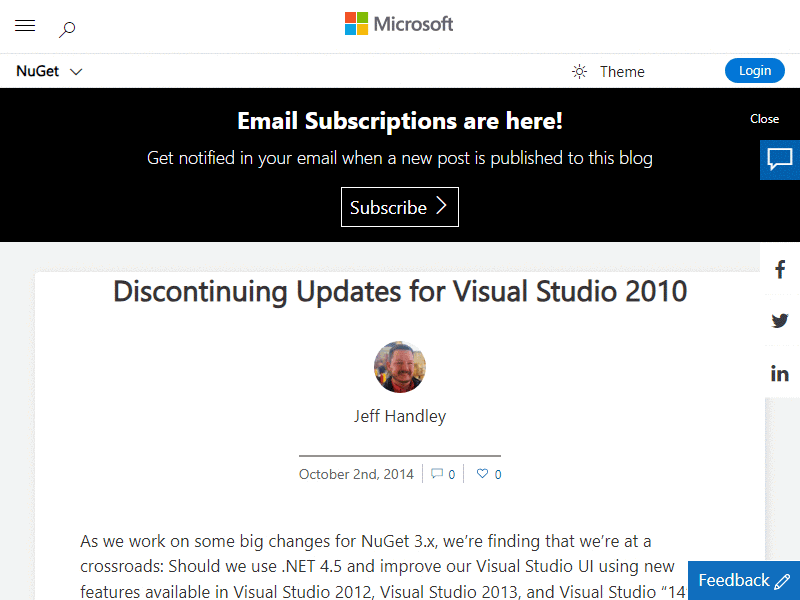 Microsoft
NuGet
Theme
Login
Email Subscriptions are here!
Close
Get notified in your email when a new post is published to this blog
Subscribe
Discontinuing Updates for Visual Studio 2010
Jeff Handley
October 2nd, 2014
0
0
As we work on some big changes for NuGet 3.x, we’re finding that we’re at a
crossroads: Should we use .NET 4.5 and improve our Visual Studio UI using new
features available in Visual Studio 2012, Visual Studio 2013, and Visual Studio “14
Feedback